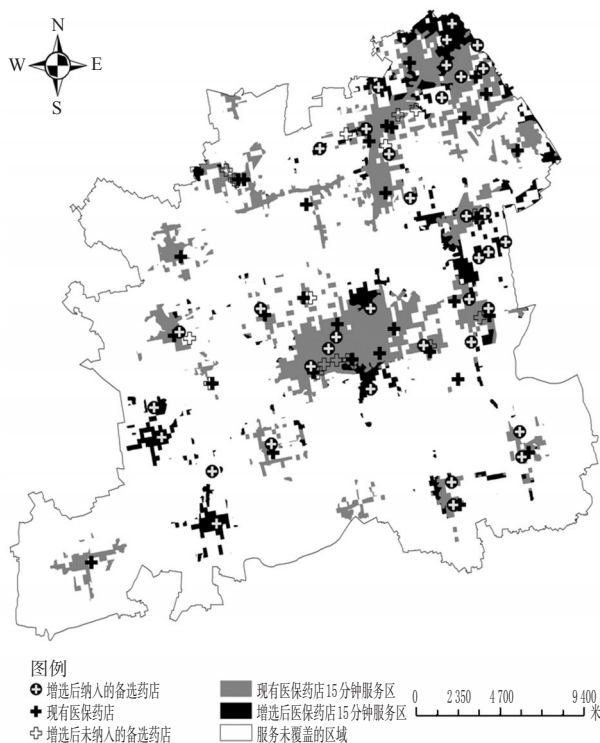 N
W E
S
图例
增选后纳入的备选药店
现有医保药店
增选后未纳入的备选药店
现有医保药店15分钟服务区
增选后医保药店15分钟服务区
服务未覆盖的区域
0 2 350 4 700 9 400
米